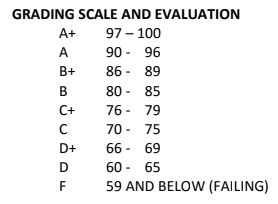 GRADING SCALE AND EVALUATION
A+ 97 – 100
A 90 - 96
B+ 86 - 89
B 80 - 85
C+ 76 - 79
C 70 - 75
D+ 66 - 69
D 60 - 65
F 59 AND BELOW (FAILING)